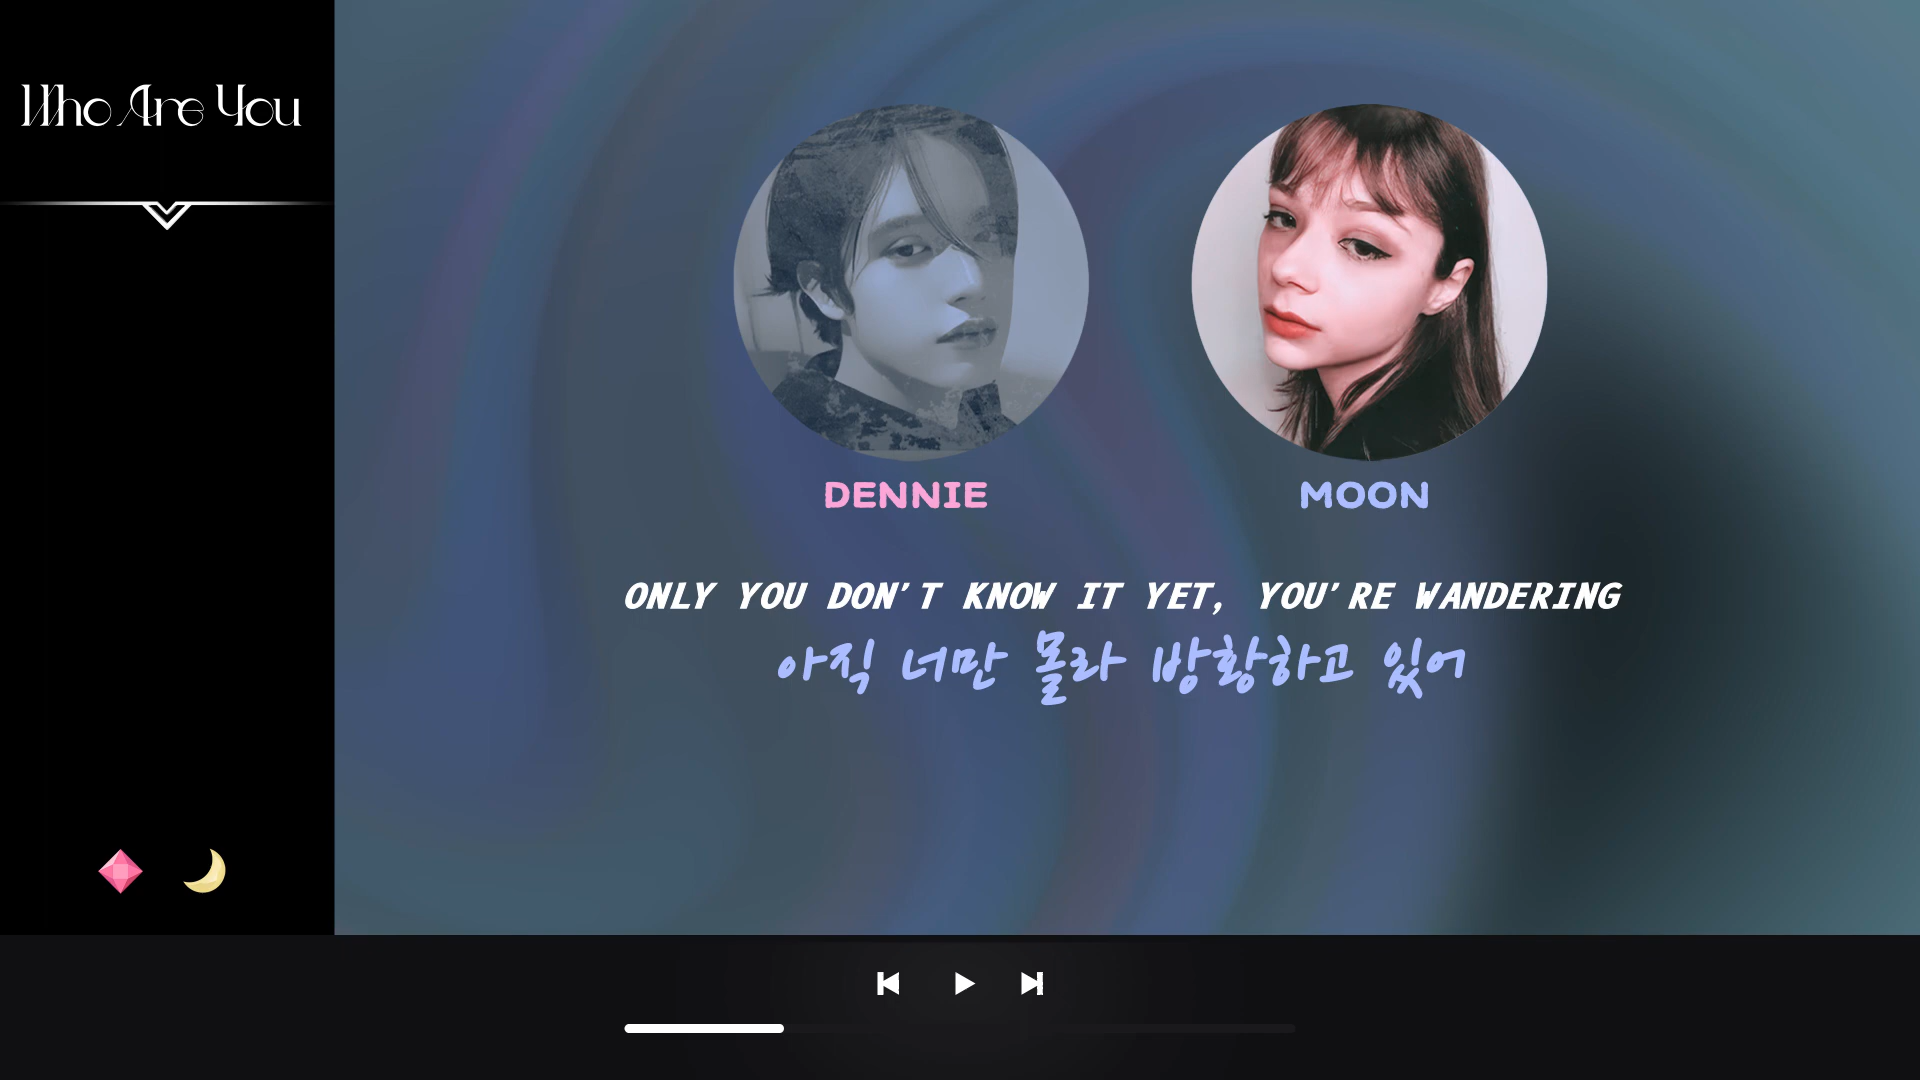 Who Are You
DENNIE
MOON
ONLY YOU DON'T KNOW IT YET, YOU'RE WANDERING
아직 너만 몰라 방황하고 있어